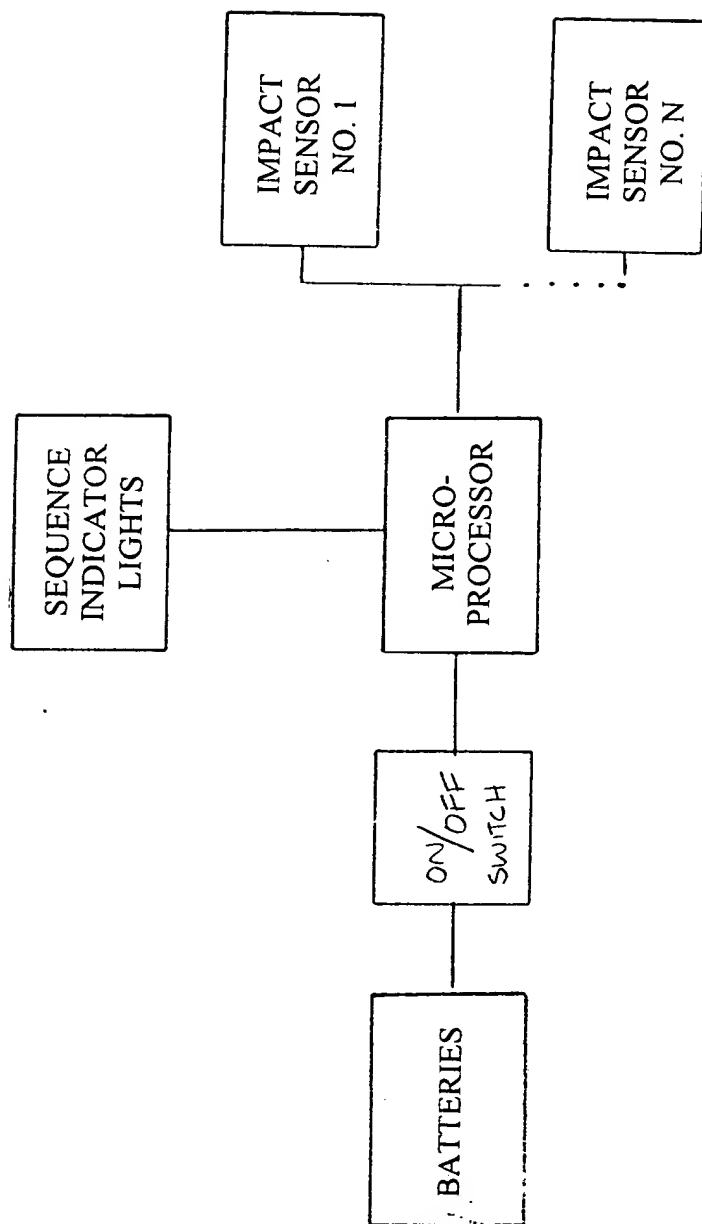 BATTERIES
ON/OFF
SWITCH
MICRO-
PROCESSOR
SEQUENCE
INDICATOR
LIGHTS
IMPACT
SENSOR
NO. 1
IMPACT
SENSOR
NO. N